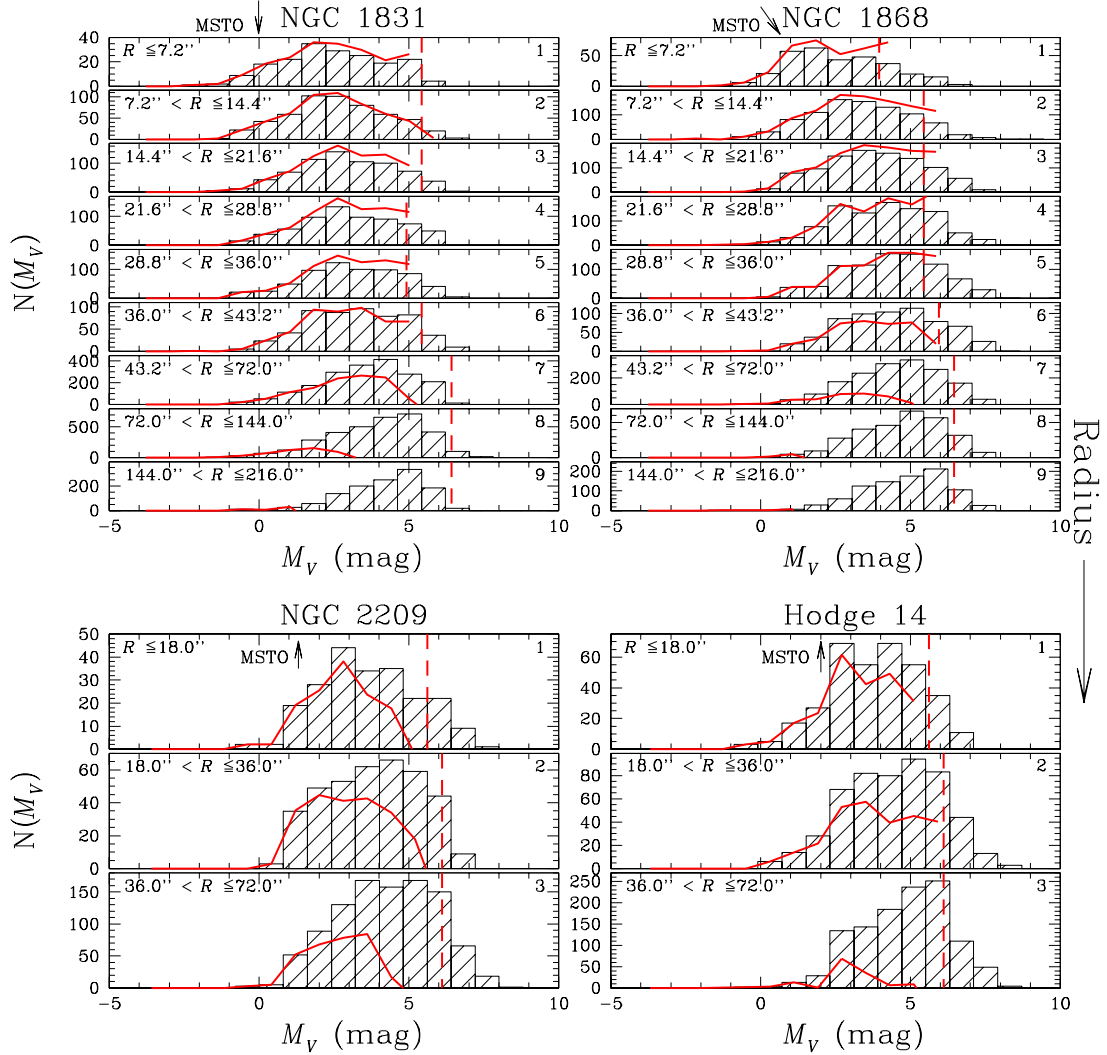 MSTO NGC 1831
MSTO NGC 1868
R ≦7.2'' 1
7.2'' < R ≦14.4'' 2
14.4'' < R ≦21.6'' 3
21.6'' < R ≦28.8'' 4
28.8'' < R ≦36.0'' 5
36.0'' < R ≦43.2'' 6
43.2'' < R ≦72.0'' 7
72.0'' < R ≦144.0'' 8
144.0'' < R ≦216.0'' 9
40
20
0
100
50
0
100
0
100
0
100
0
100
50
0
400
200
0
500
0
200
0
-5 0 5 10
M_V (mag)
N(M_V)
R ≦7.2'' 1
7.2'' < R ≦14.4'' 2
14.4'' < R ≦21.6'' 3
21.6'' < R ≦28.8'' 4
28.8'' < R ≦36.0'' 5
36.0'' < R ≦43.2'' 6
43.2'' < R ≦72.0'' 7
72.0'' < R ≦144.0'' 8
144.0'' < R ≦216.0'' 9
50
0
100
0
100
0
100
0
100
0
100
50
0
200
0
500
0
200
0
-5 0 5 10
M_V (mag)
Radius
NGC 2209
R ≦18.0'' 1
MSTO
18.0'' < R ≦36.0'' 2
36.0'' < R ≦72.0'' 3
50
40
30
20
10
0
60
40
20
0
150
100
50
0
-5 0 5 10
M_V (mag)
N(M_V)
Hodge 14
R ≦18.0'' 1
MSTO
18.0'' < R ≦36.0'' 2
36.0'' < R ≦72.0'' 3
60
40
20
0
80
60
40
20
0
250
200
150
100
50
0
-5 0 5 10
M_V (mag)